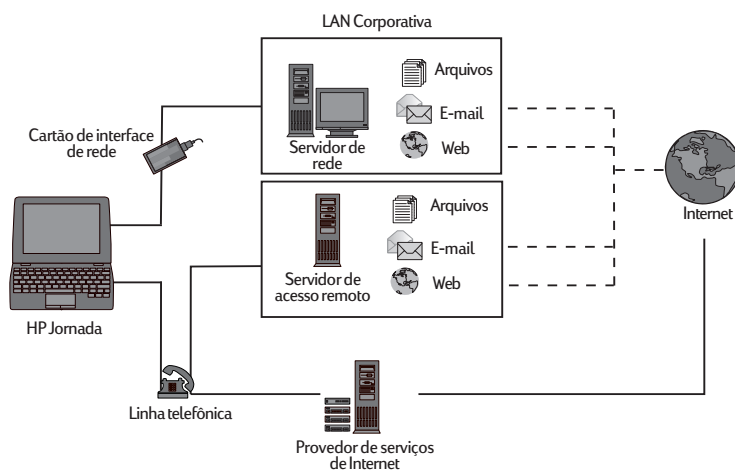 LAN Corporativa
Arquivos
E-mail
Web
Servidor de
rede
Cartão de interface
de rede
Internet
Arquivos
E-mail
Web
Servidor de
acesso remoto
HP Jornada
Linha telefônica
Provedor de serviços
de Internet